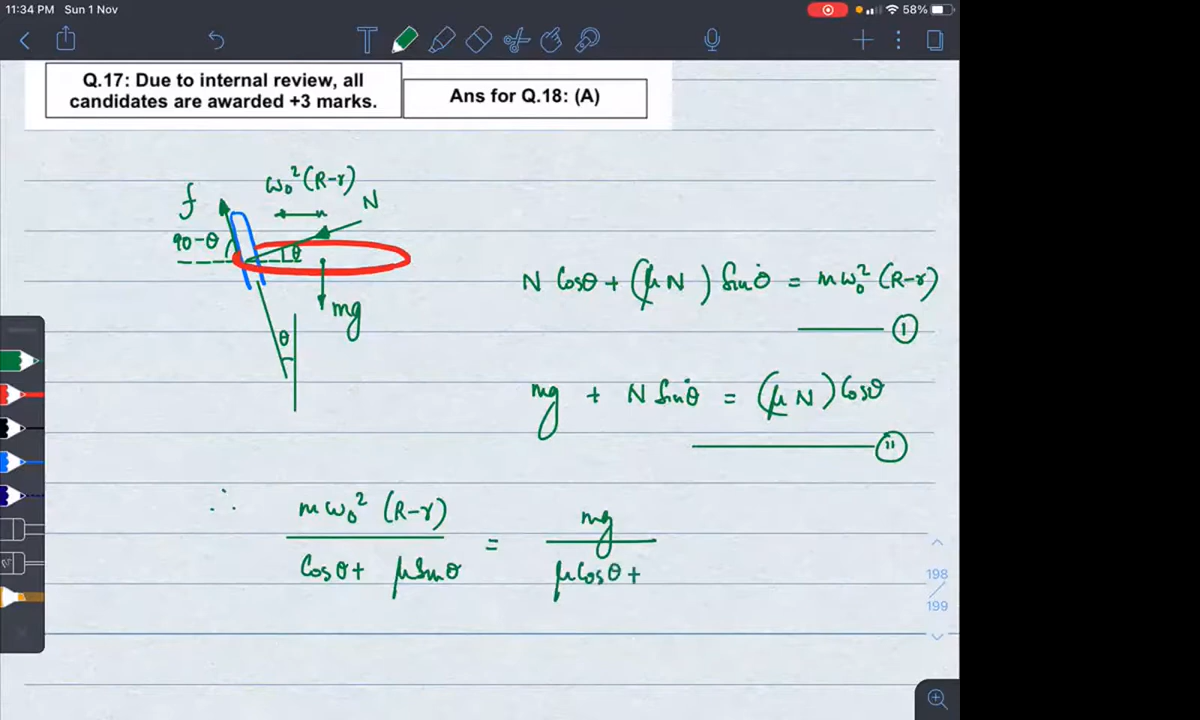 11:34 PM Sun 1 Nov
58%
Q.17: Due to internal review, all
candidates are awarded +3 marks.
Ans for Q.18: (A)
ω₀²(R-r)
f
N
90-θ
θ
mg
θ
N Cosθ + (μN) Sinθ = mω₀² (R-r)
①
mg + N Sinθ = (μN) Cosθ
⑪
∴ mω₀² (R-r) / Cosθ + μSinθ = mg / μCosθ +
198
199